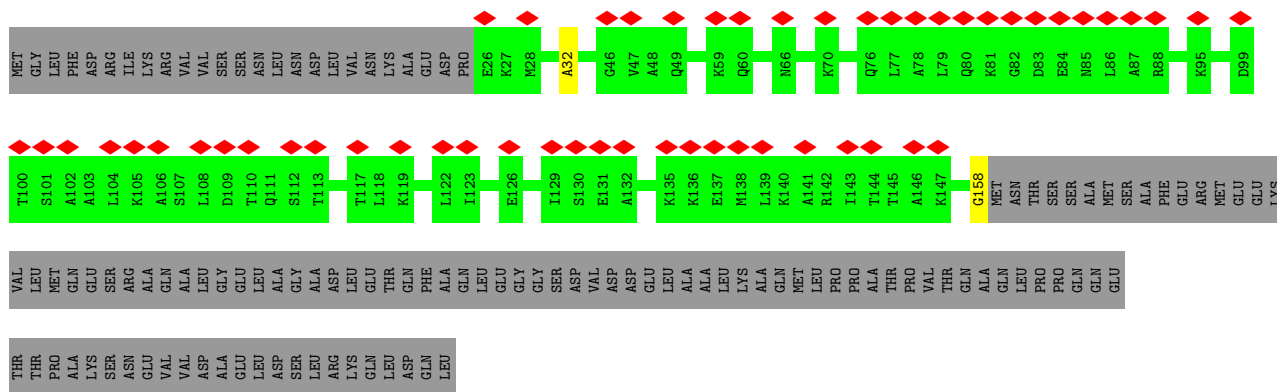 MET GLY LEU PHE ASP ARG ILE LYS ARG VAL VAL SER SER ASN LEU ASN ASP LEU VAL ASN LYS ALA GLU ASP PRO E26 K27 M28 A32 G46 V47 A48 Q49 K59 Q60 N66 K70 Q76 L77 A78 L79 Q80 K81 G82 D83 E84 N85 L86 A87 R88 K95 D99
T100 S101 A102 A103 L104 K105 A106 S107 L108 D109 T110 Q111 S112 T113 T117 L118 K119 L122 I123 E126 I129 S130 E131 A132 K135 K136 E137 M138 L139 K140 A141 R142 I143 T144 T145 A146 K147 G158 MET ASN THR SER SER ALA MET SER ALA PHE GLU ARG MET GLU GLU LYS
VAL LEU MET GLN GLU SER ARG ALA GLN ALA LEU GLY GLU LEU ALA GLY ALA ASP LEU GLU THR GLN PHE ALA GLN LEU GLU GLY GLY SER ASP VAL ASP ASP GLU LEU ALA ALA LEU LYS ALA GLN MET LEU PRO PRO ALA THR PRO VAL THR GLN ALA GLN LEU PRO PRO GLN GLN GLU
THR THR PRO ALA LYS SER ASN GLU VAL VAL ASP ALA GLU LEU ASP SER LEU ARG LYS GLN LEU ASP GLN LEU